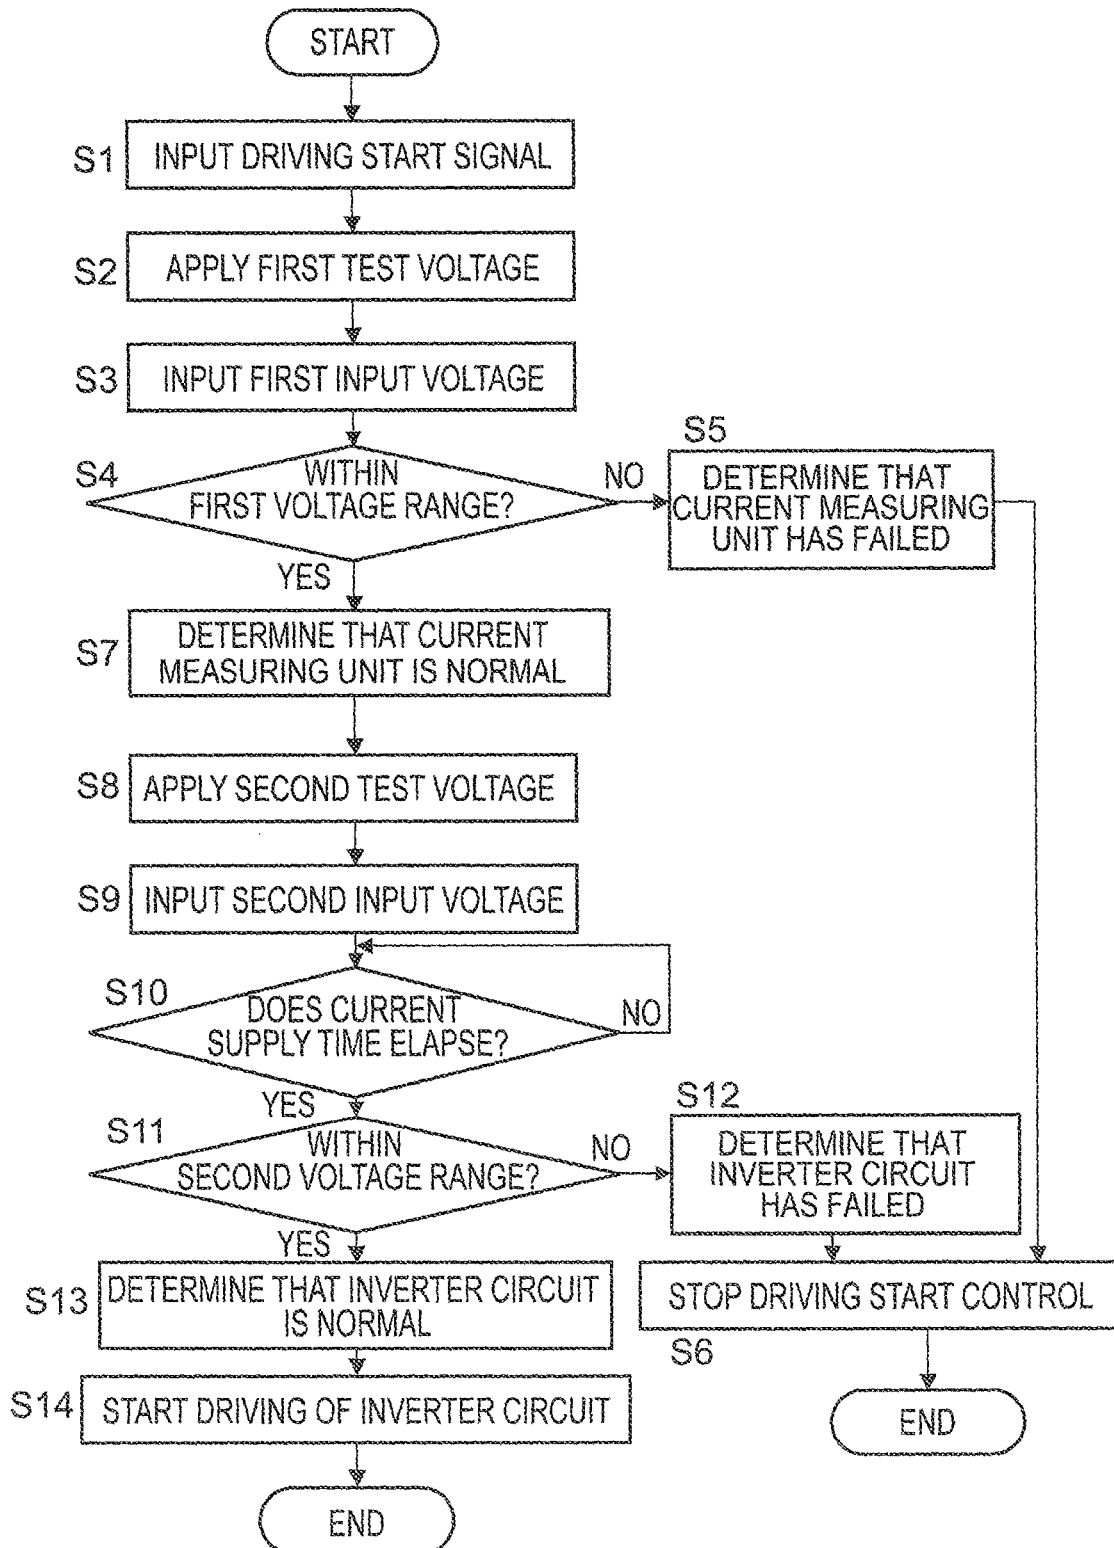 START
S1
INPUT DRIVING START SIGNAL
S2
APPLY FIRST TEST VOLTAGE
S3
INPUT FIRST INPUT VOLTAGE
S4
WITHIN
FIRST VOLTAGE RANGE?
NO
S5
DETERMINE THAT
CURRENT MEASURING
UNIT HAS FAILED
YES
S7
DETERMINE THAT CURRENT
MEASURING UNIT IS NORMAL
S8
APPLY SECOND TEST VOLTAGE
S9
INPUT SECOND INPUT VOLTAGE
S10
DOES CURRENT
SUPPLY TIME ELAPSE?
NO
YES
S11
WITHIN
SECOND VOLTAGE RANGE?
NO
S12
DETERMINE THAT
INVERTER CIRCUIT
HAS FAILED
YES
S13
DETERMINE THAT INVERTER CIRCUIT
IS NORMAL
STOP DRIVING START CONTROL
S6
S14
START DRIVING OF INVERTER CIRCUIT
END
END